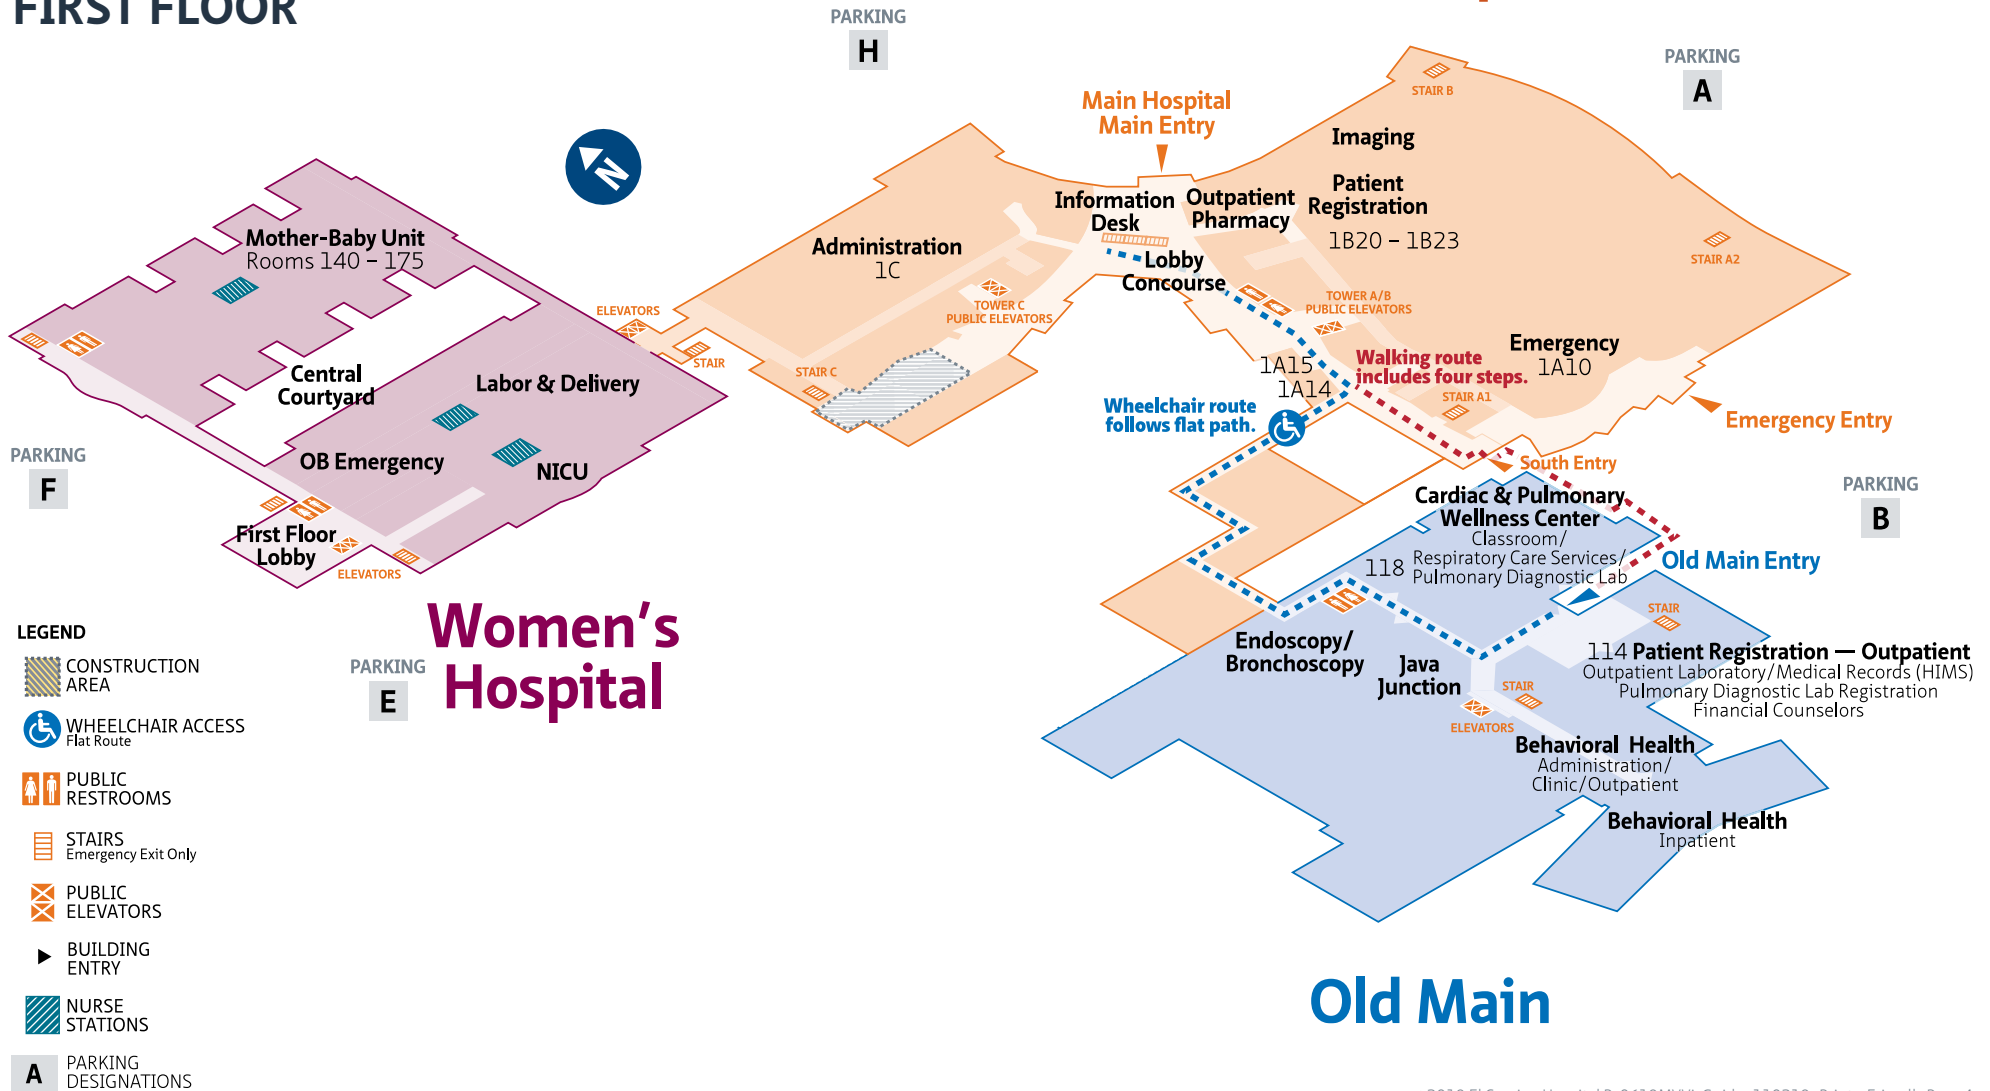 FIRST FLOOR
PARKING
H
PARKING
A
STAIR B
Main Hospital
Main Entry
Imaging
Patient
Registration
1B20 – 1B23
Information
Desk
Outpatient
Pharmacy
Administration
1C
Lobby
Concourse
STAIR A2
TOWER C
PUBLIC ELEVATORS
TOWER A/B
PUBLIC ELEVATORS
N
Mother-Baby Unit
Rooms 140 – 175
ELEVATORS
STAIR
STAIR C
Central
Courtyard
Labor & Delivery
OB Emergency
NICU
First Floor
Lobby
ELEVATORS
PARKING
F
Emergency
1A10
1A15
1A14
Walking route
includes four steps.
STAIR A1
Wheelchair route
follows flat path.
Emergency Entry
South Entry
PARKING
B
Cardiac & Pulmonary
Wellness Center
Classroom/
Respiratory Care Services/
Pulmonary Diagnostic Lab
118
Old Main Entry
STAIR
Endoscopy/
Bronchoscopy
Java
Junction
114 Patient Registration — Outpatient
Outpatient Laboratory/Medical Records (HIMS)
Pulmonary Diagnostic Lab Registration
Financial Counselors
STAIR
ELEVATORS
Behavioral Health
Administration/
Clinic/Outpatient
Behavioral Health
Inpatient
Women's
Hospital
PARKING
E
Old Main
LEGEND
CONSTRUCTION
AREA
WHEELCHAIR ACCESS
Flat Route
PUBLIC
RESTROOMS
STAIRS
Emergency Exit Only
PUBLIC
ELEVATORS
BUILDING
ENTRY
NURSE
STATIONS
A
PARKING
DESIGNATIONS